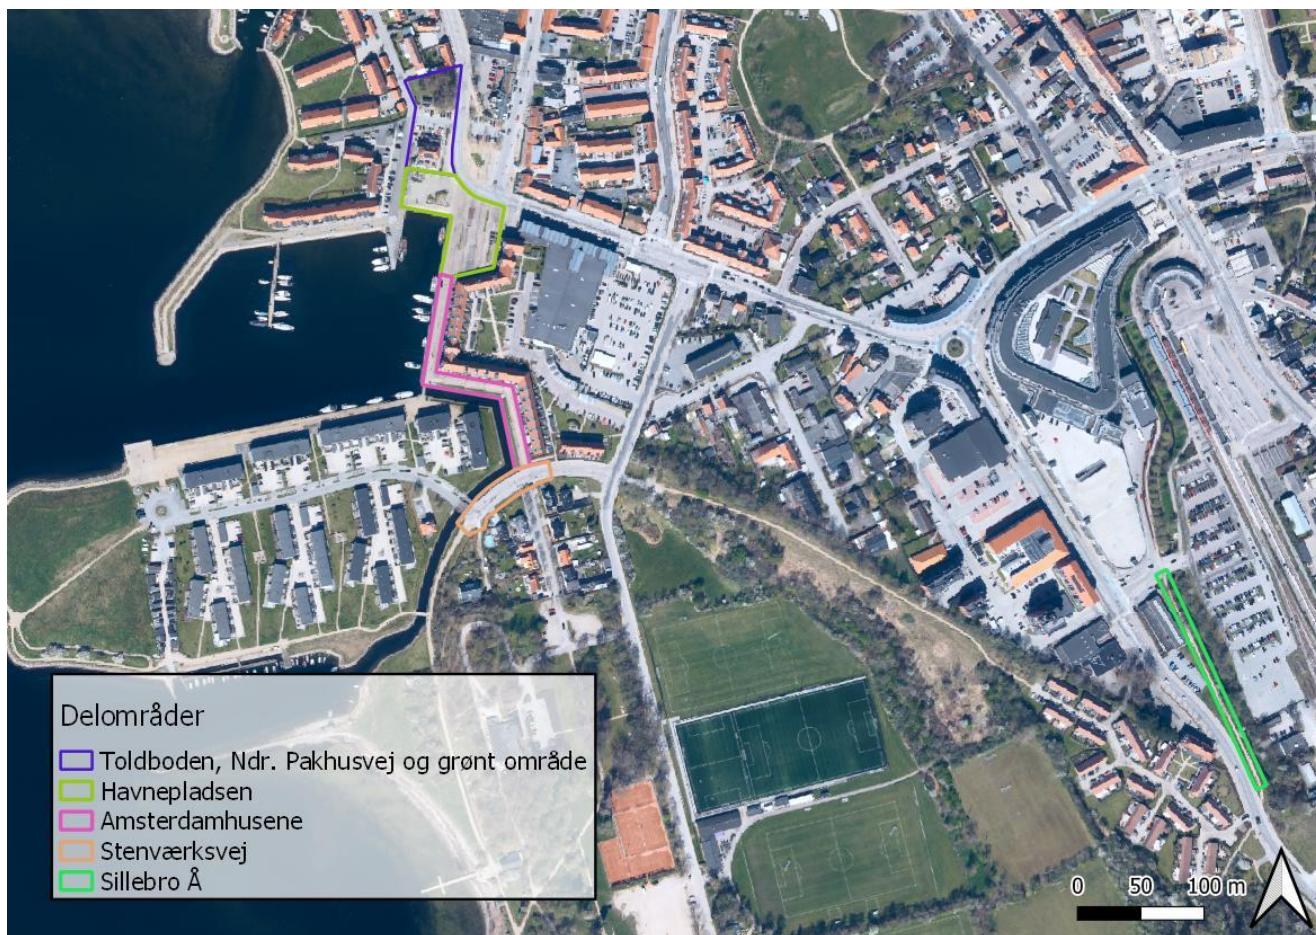 Delområder
Toldboden, Ndr. Pakhusvej og grønt område
Havnepladsen
Amsterdamhusene
Stenværksvej
Sillebro Å
0 50 100 m